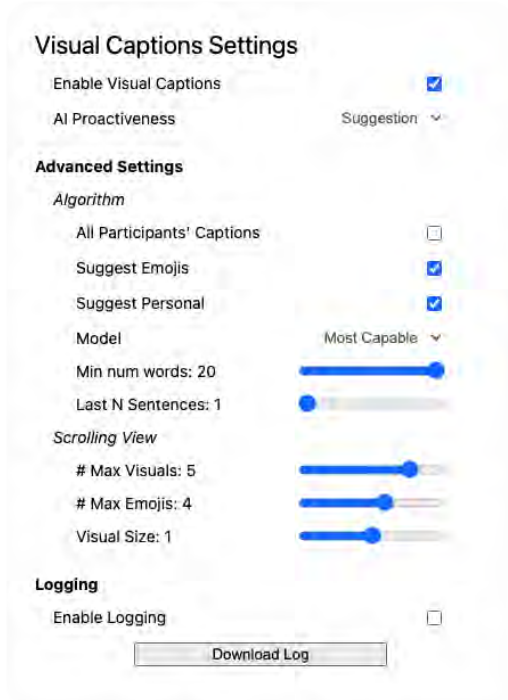 Visual Captions Settings
Enable Visual Captions
AI Proactiveness Suggestion
Advanced Settings
Algorithm
All Participants' Captions
Suggest Emojis
Suggest Personal
Model Most Capable
Min num words: 20
Last N Sentences: 1
Scrolling View
# Max Visuals: 5
# Max Emojis: 4
Visual Size: 1
Logging
Enable Logging
Download Log